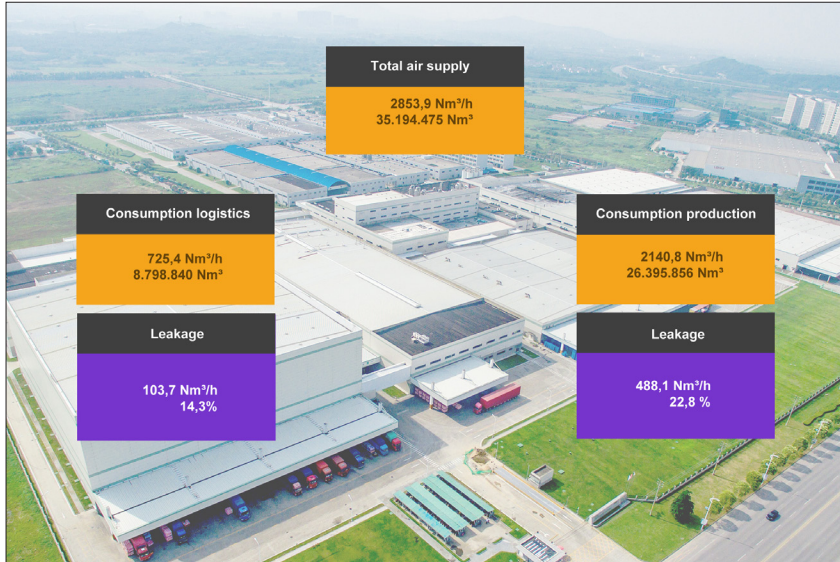 Total air supply
2853,9 Nm³/h
35.194.475 Nm³
Consumption logistics
725,4 Nm³/h
8.798.840 Nm³
Leakage
103,7 Nm³/h
14,3%
Consumption production
2140,8 Nm³/h
26.395.856 Nm³
Leakage
488,1 Nm³/h
22,8 %